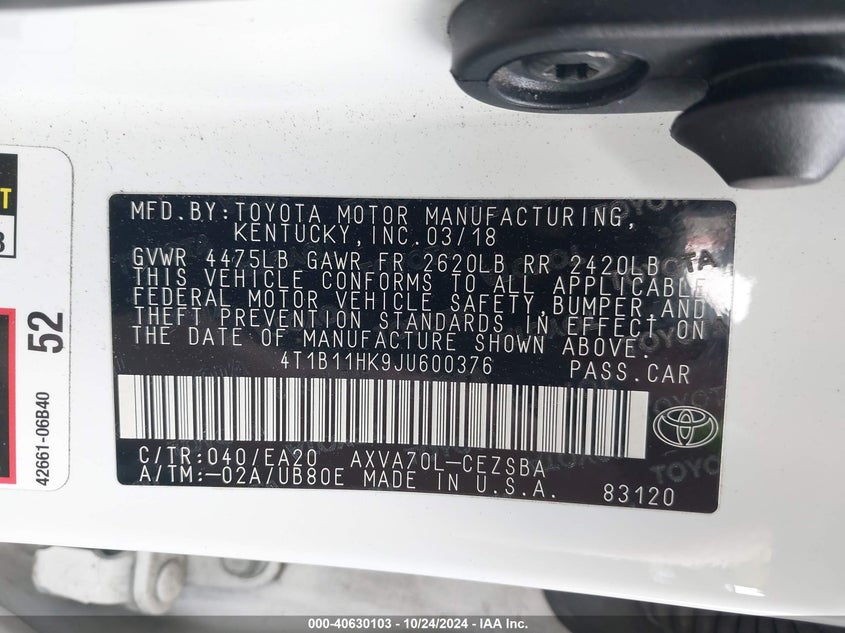 MFD.BY:TOYOTA MOTOR MANUFACTURING,
KENTUCKY,INC.03/18
GVWR 4475LB GAWR FR 2620LB RR 2420LB TA
THIS VEHICLE CONFORMS TO ALL APPLICABLE
FEDERAL MOTOR VEHICLE SAFETY,BUMPER,AND
THEFT PREVENTION STANDARDS IN EFFECT ON
THE DATE OF MANUFACTURE SHOWN ABOVE.
4T1B11HK9JU600376 PASS.CAR
C/TR:040/EA20 AXVA70L-CEZSBA
A/TM:-02A/UB80E MADE IN U.S.A. 83120
52
42661-06B40
000-40630103 - 10/24/2024 - IAA Inc.